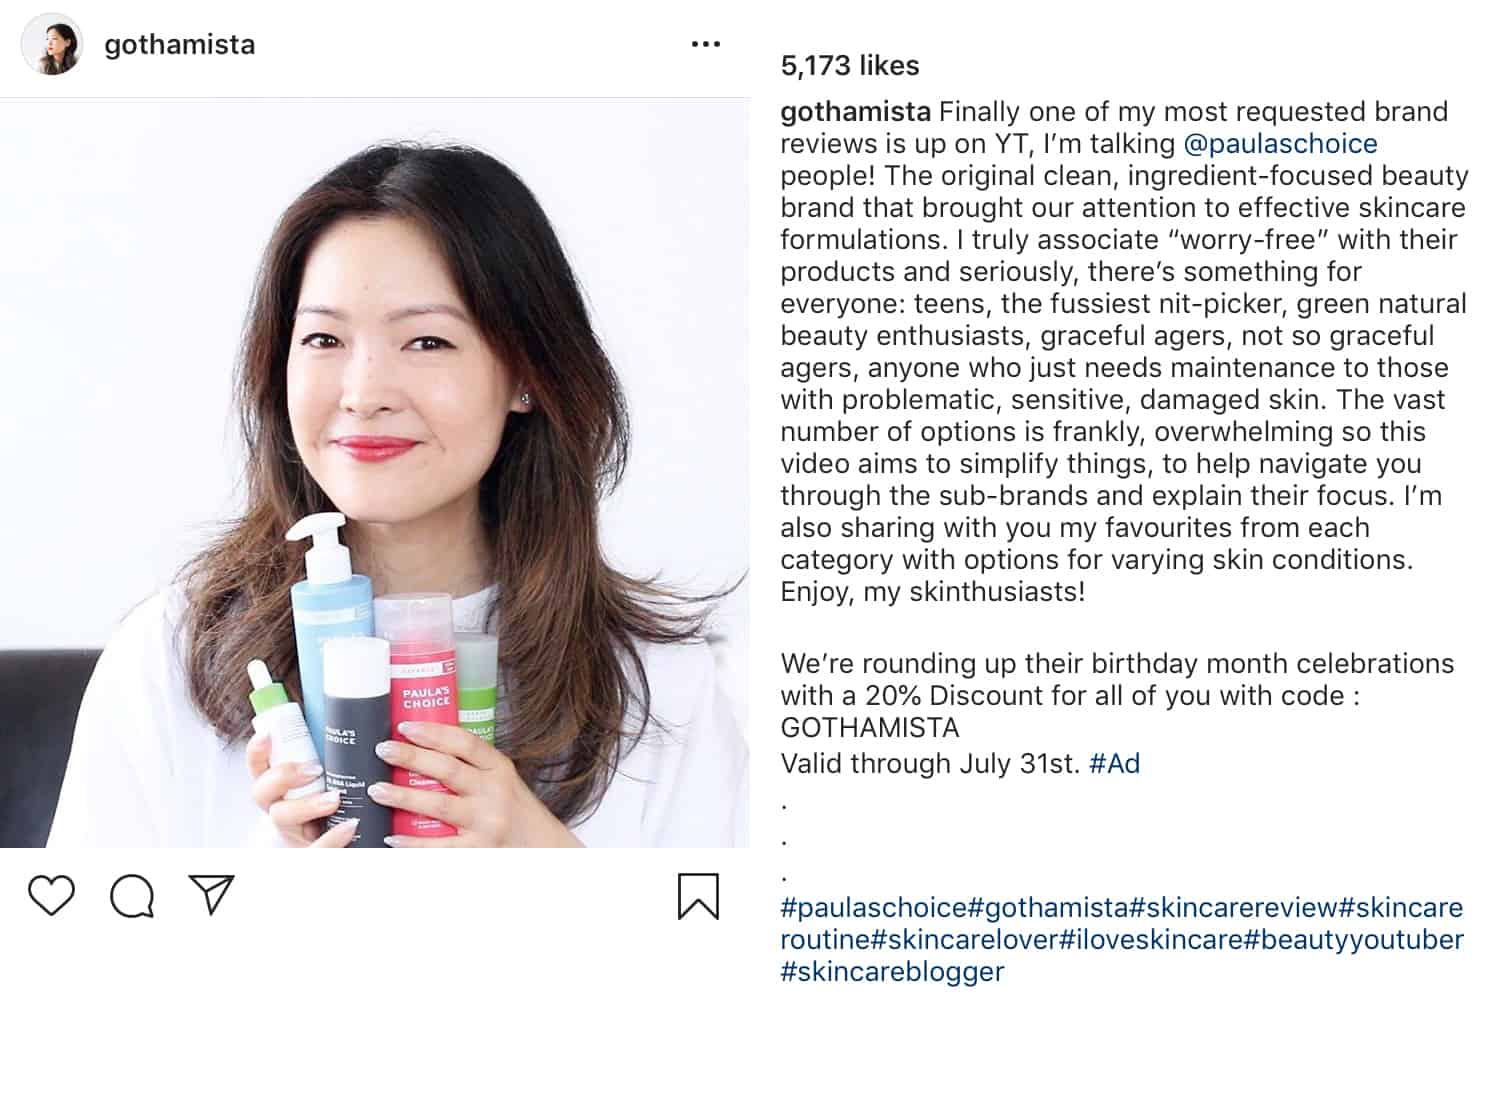 gothamista
5,173 likes
gothamista Finally one of my most requested brand
reviews is up on YT, I’m talking @paulaschoice
people! The original clean, ingredient-focused beauty
brand that brought our attention to effective skincare
formulations. I truly associate “worry-free” with their
products and seriously, there’s something for
everyone: teens, the fussiest nit-picker, green natural
beauty enthusiasts, graceful agers, not so graceful
agers, anyone who just needs maintenance to those
with problematic, sensitive, damaged skin. The vast
number of options is frankly, overwhelming so this
video aims to simplify things, to help navigate you
through the sub-brands and explain their focus. I’m
also sharing with you my favourites from each
category with options for varying skin conditions.
Enjoy, my skinthusiasts!
We’re rounding up their birthday month celebrations
with a 20% Discount for all of you with code :
GOTHAMISTA
Valid through July 31st. #Ad
.
.
.
#paulaschoice#gothamista#skincarereview#skincare
routine#skincarelover#iloveskincare#beautyyoutuber
#skincareblogger
PAULA'S
CHOICE